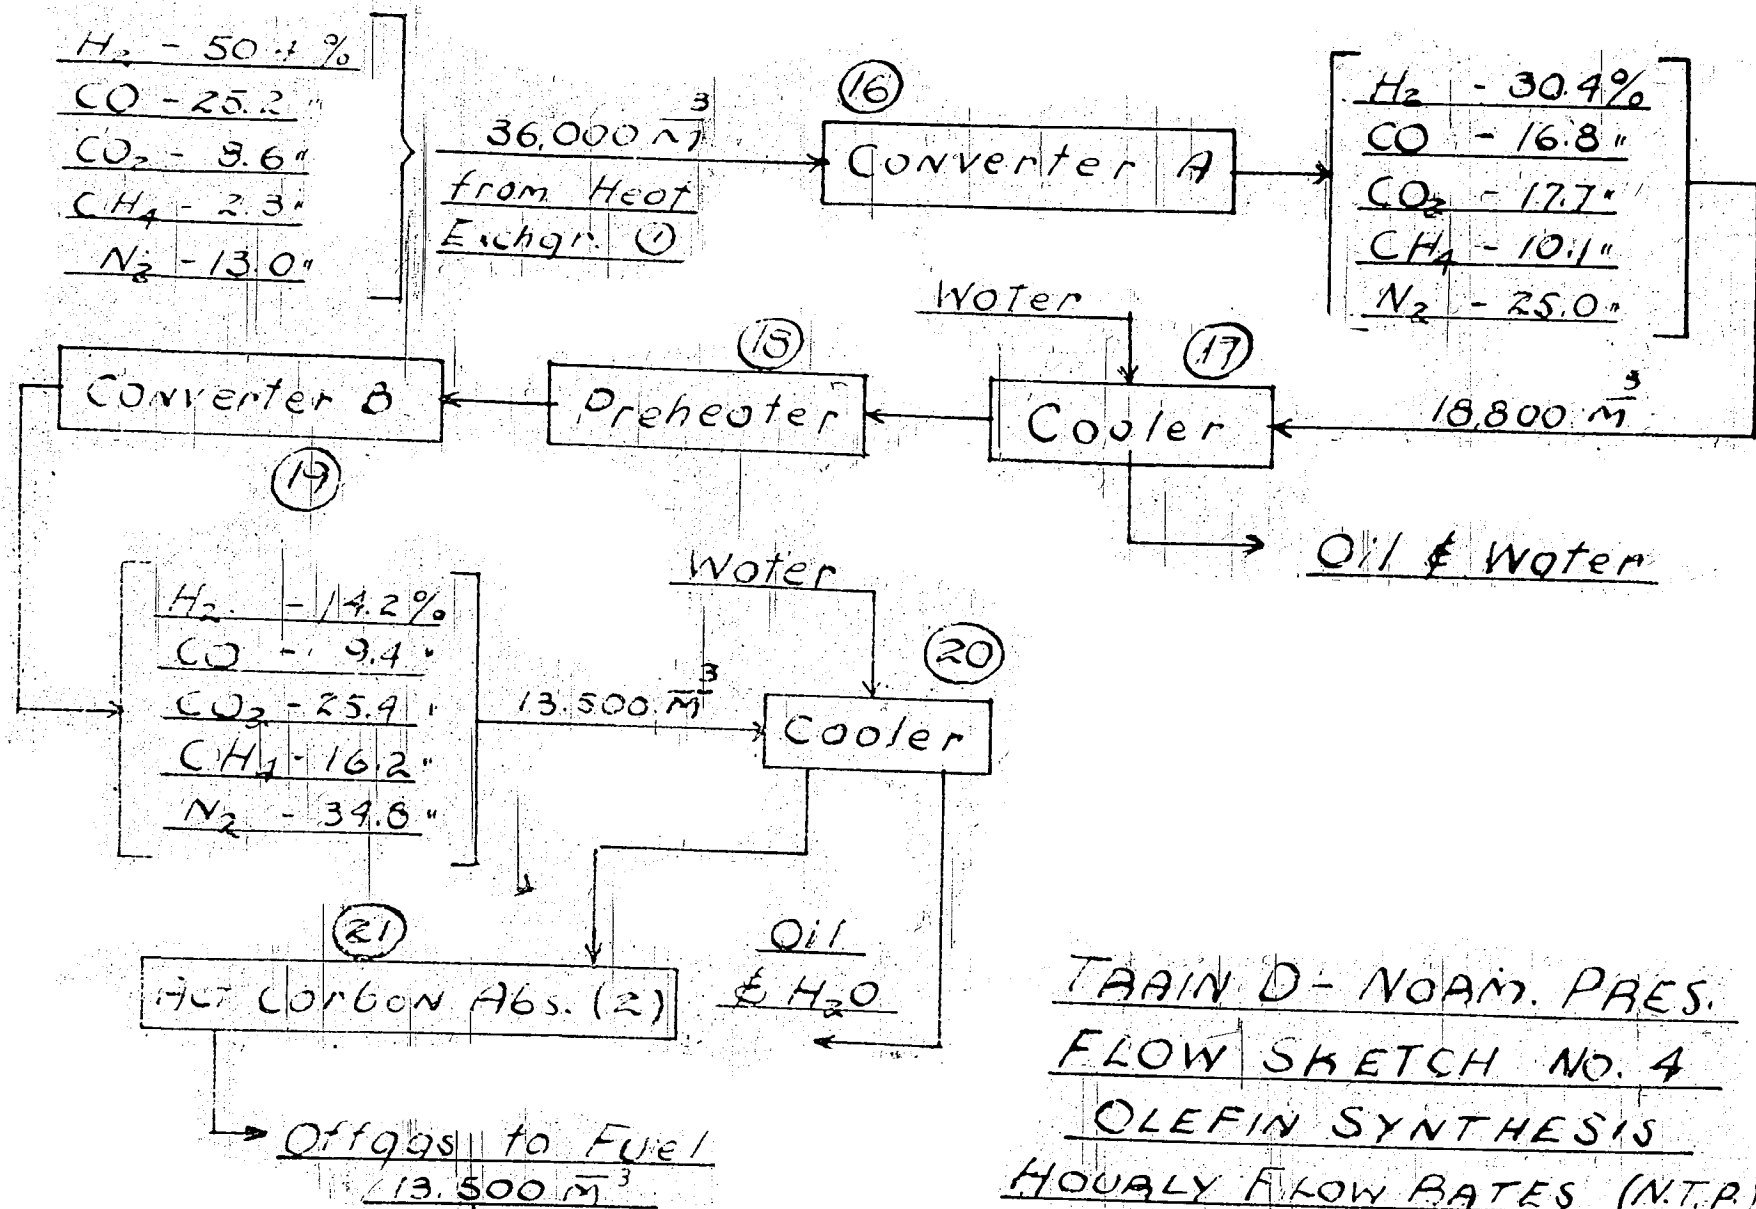 H2 - 50.4 %
CO - 25.2 "
CO2 - 8.6 "
CH4 - 2.3 "
N2 - 13.0 "
36,000 m3
from Heat
Exchgr. 1
16
Converter A
H2 - 30.4%
CO - 16.8 "
CO2 - 17.7 "
CH4 - 10.1 "
N2 - 25.0 "
Water
18
17
Converter B
Preheater
Cooler
18,800 m3
19
Oil & Water
Water
H2 - 14.2 %
CO - 9.4 "
CO2 - 25.4 "
CH4 - 16.2 "
N2 - 34.8 "
13.500 m3
20
Cooler
21
Act Carbon Abs. (2)
Oil
& H2O
Offgas to Fuel
13.500 m3
TRAIN D - NORM. PRES.
FLOW SKETCH NO. 4
OLEFIN SYNTHESIS
HOURLY FLOW RATES (N.T.P.)